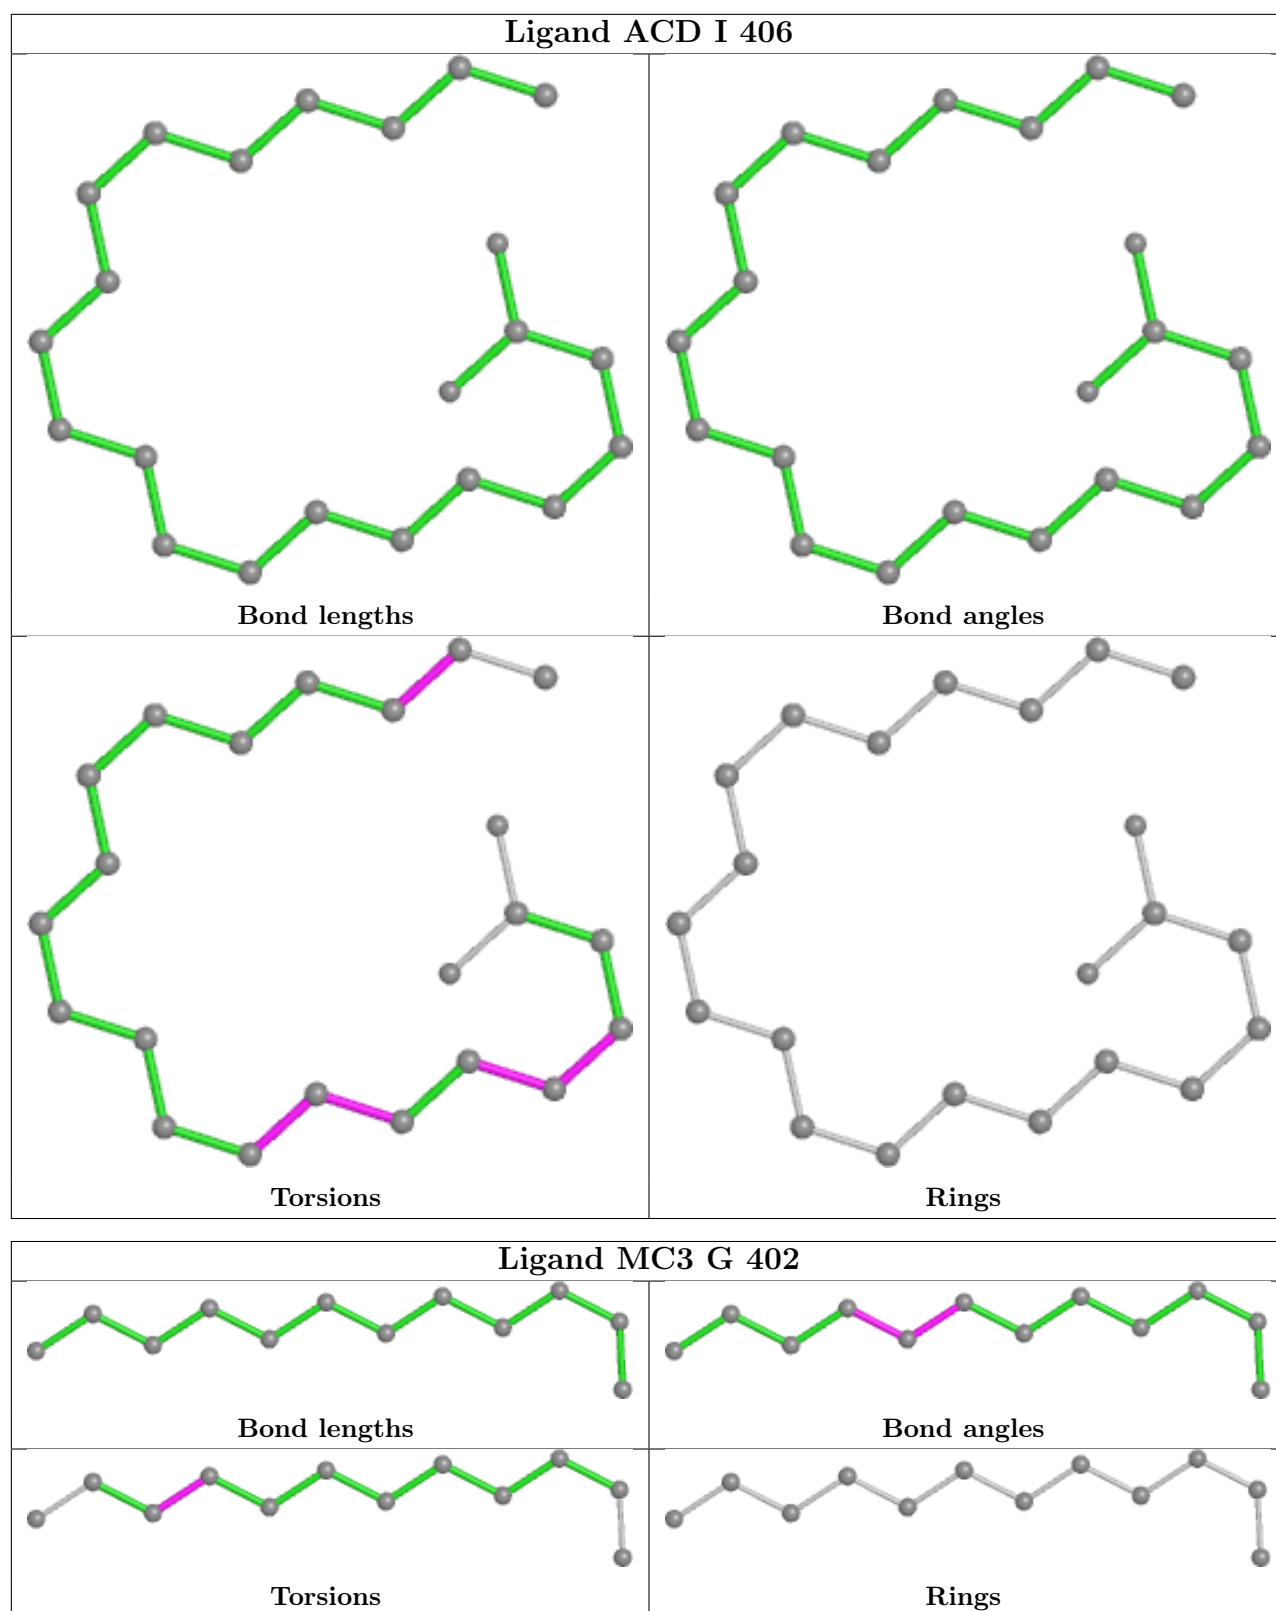 Ligand ACD I 406
Bond lengths
Bond angles
Torsions
Rings
Ligand MC3 G 402
Bond lengths
Bond angles
Torsions
Rings